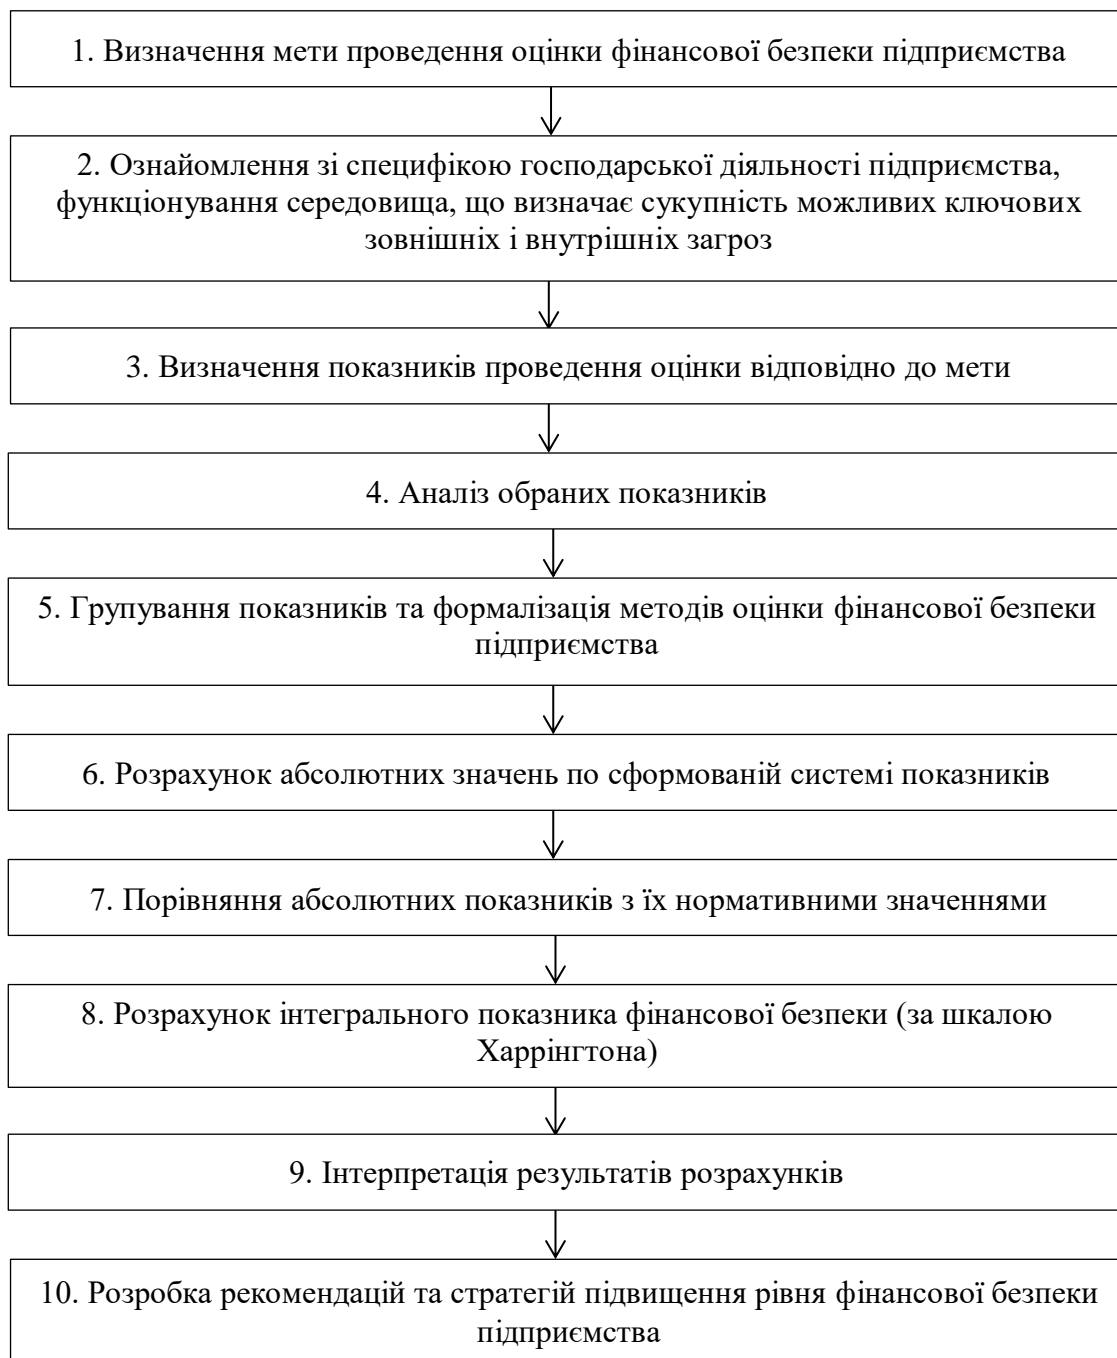 1. Визначення мети проведення оцінки фінансової безпеки підприємства
2. Ознайомлення зі специфікою господарської діяльності підприємства,
функціонування середовища, що визначає сукупність можливих ключових
зовнішніх і внутрішніх загроз
3. Визначення показників проведення оцінки відповідно до мети
4. Аналіз обраних показників
5. Групування показників та формалізація методів оцінки фінансової безпеки
підприємства
6. Розрахунок абсолютних значень по сформованій системі показників
7. Порівняння абсолютних показників з їх нормативними значеннями
8. Розрахунок інтегрального показника фінансової безпеки (за шкалою
Харрінгтона)
9. Інтерпретація результатів розрахунків
10. Розробка рекомендацій та стратегій підвищення рівня фінансової безпеки
підприємства